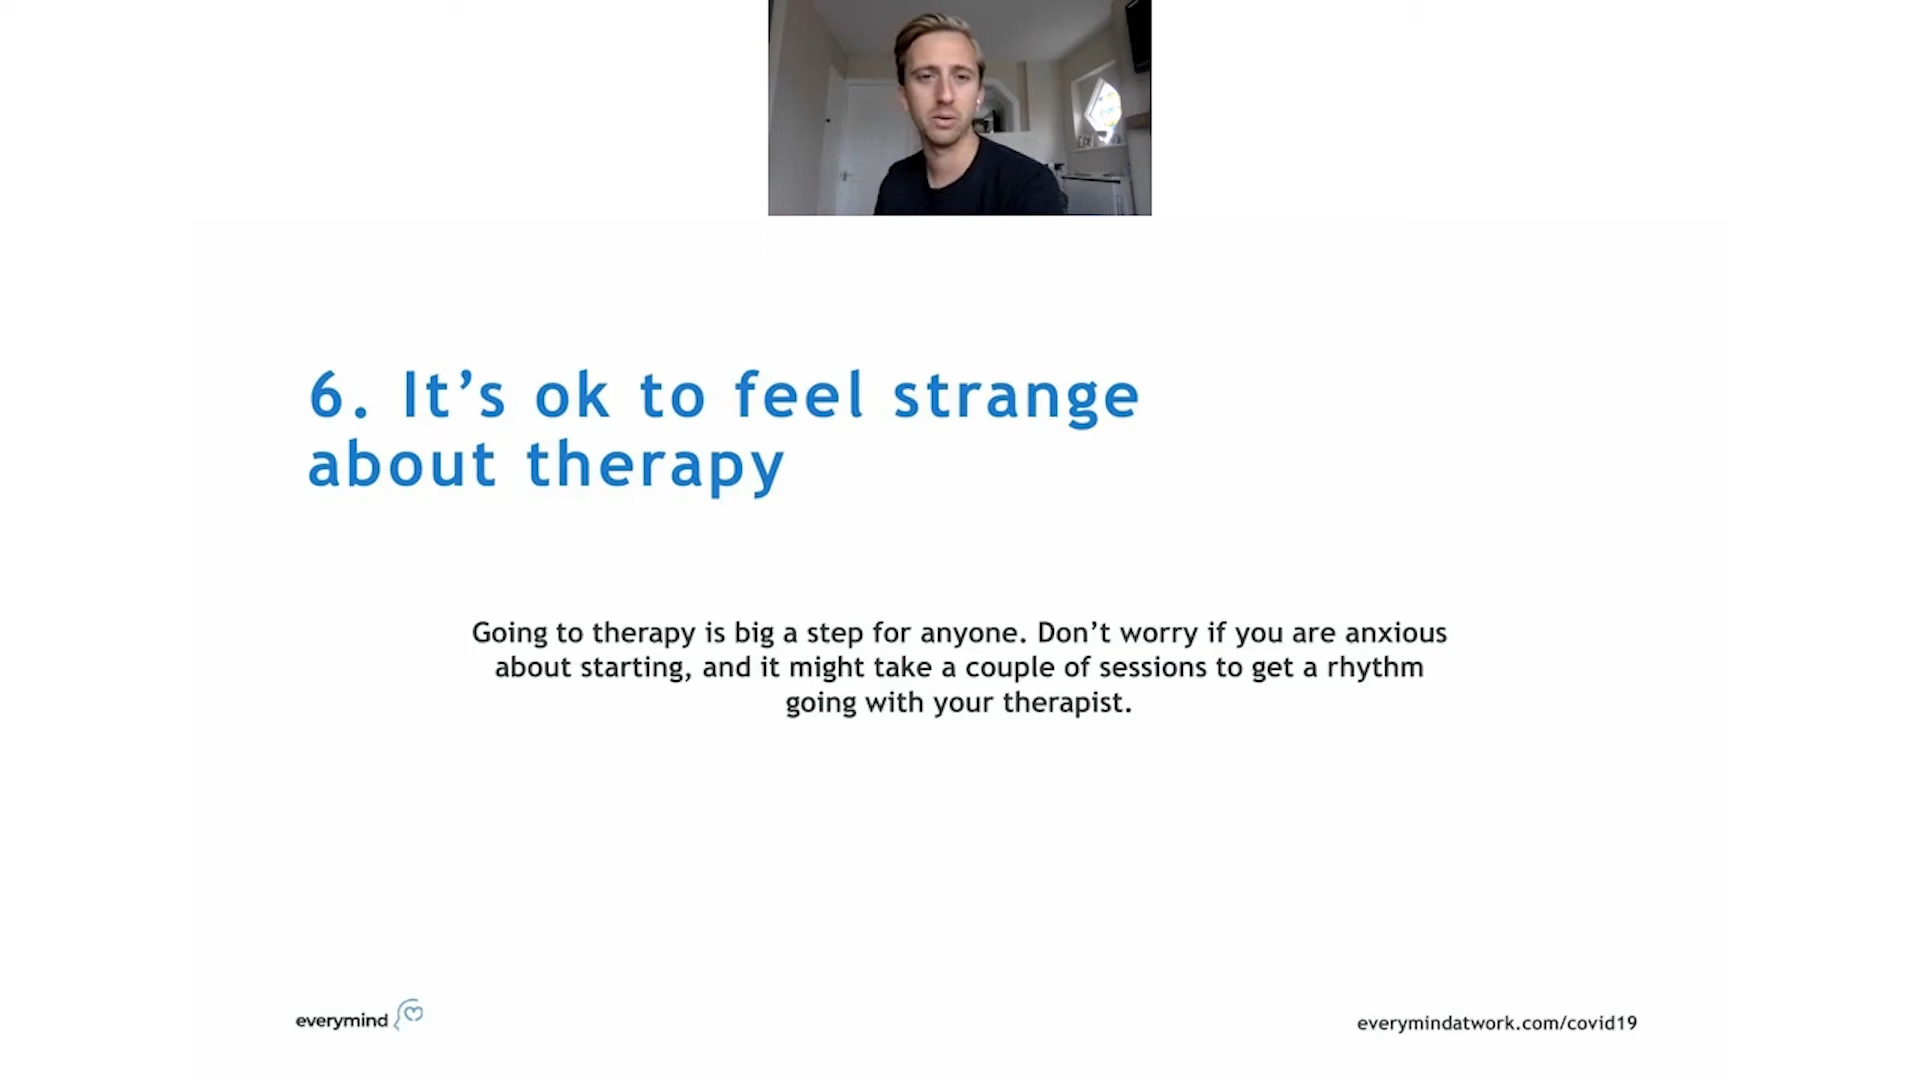 6. It’s ok to feel strange
about therapy
Going to therapy is big a step for anyone. Don’t worry if you are anxious
about starting, and it might take a couple of sessions to get a rhythm
going with your therapist.
everymind
everymindatwork.com/covid19